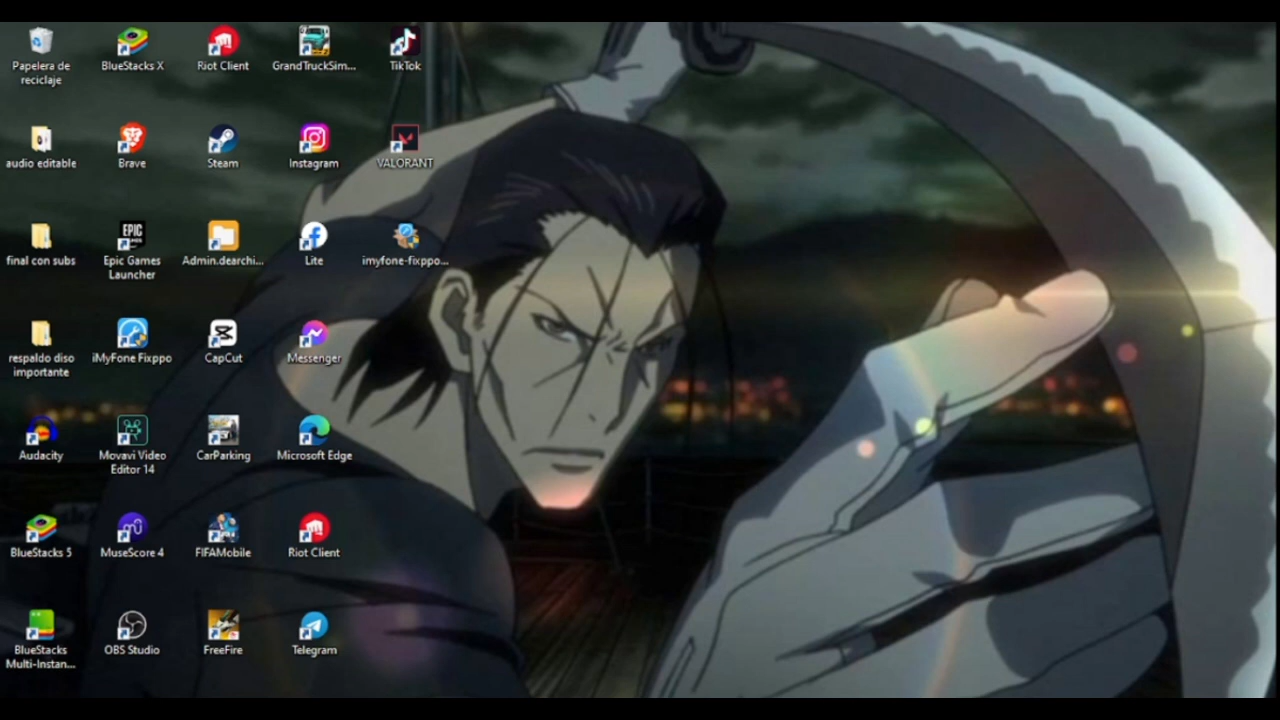 Papelera de
reciclaje
BlueStacks X
Riot Client
GrandTruckSim...
TikTok
audio editable
Brave
Steam
Instagram
VALORANT
final con subs
EPIC
GAMES
Epic Games
Launcher
Admin.dearchi...
Lite
imyfone-fixppo...
respaldo diso
importante
iMyFone Fixppo
CapCut
Messenger
Audacity
Movavi Video
Editor 14
CarParking
Microsoft Edge
BlueStacks 5
MuseScore 4
FIFAMobile
Riot Client
BlueStacks
Multi-Instan...
OBS Studio
FreeFire
Telegram